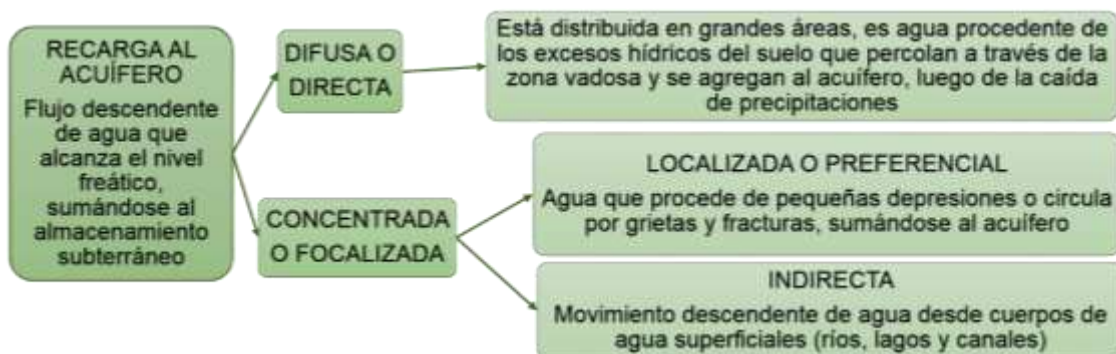 RECARGA AL
ACUÍFERO
Flujo descendente
de agua que
alcanza el nivel
freático,
sumándose al
almacenamiento
subterráneo
DIFUSA O
DIRECTA
Está distribuida en grandes áreas, es agua procedente de
los excesos hídricos del suelo que percolan a través de la
zona vadosa y se agregan al acuífero, luego de la caída
de precipitaciones
CONCENTRADA
O FOCALIZADA
LOCALIZADA O PREFERENCIAL
Agua que procede de pequeñas depresiones o circula
por grietas y fracturas, sumándose al acuífero
INDIRECTA
Movimiento descendente de agua desde cuerpos de
agua superficiales (ríos, lagos y canales)